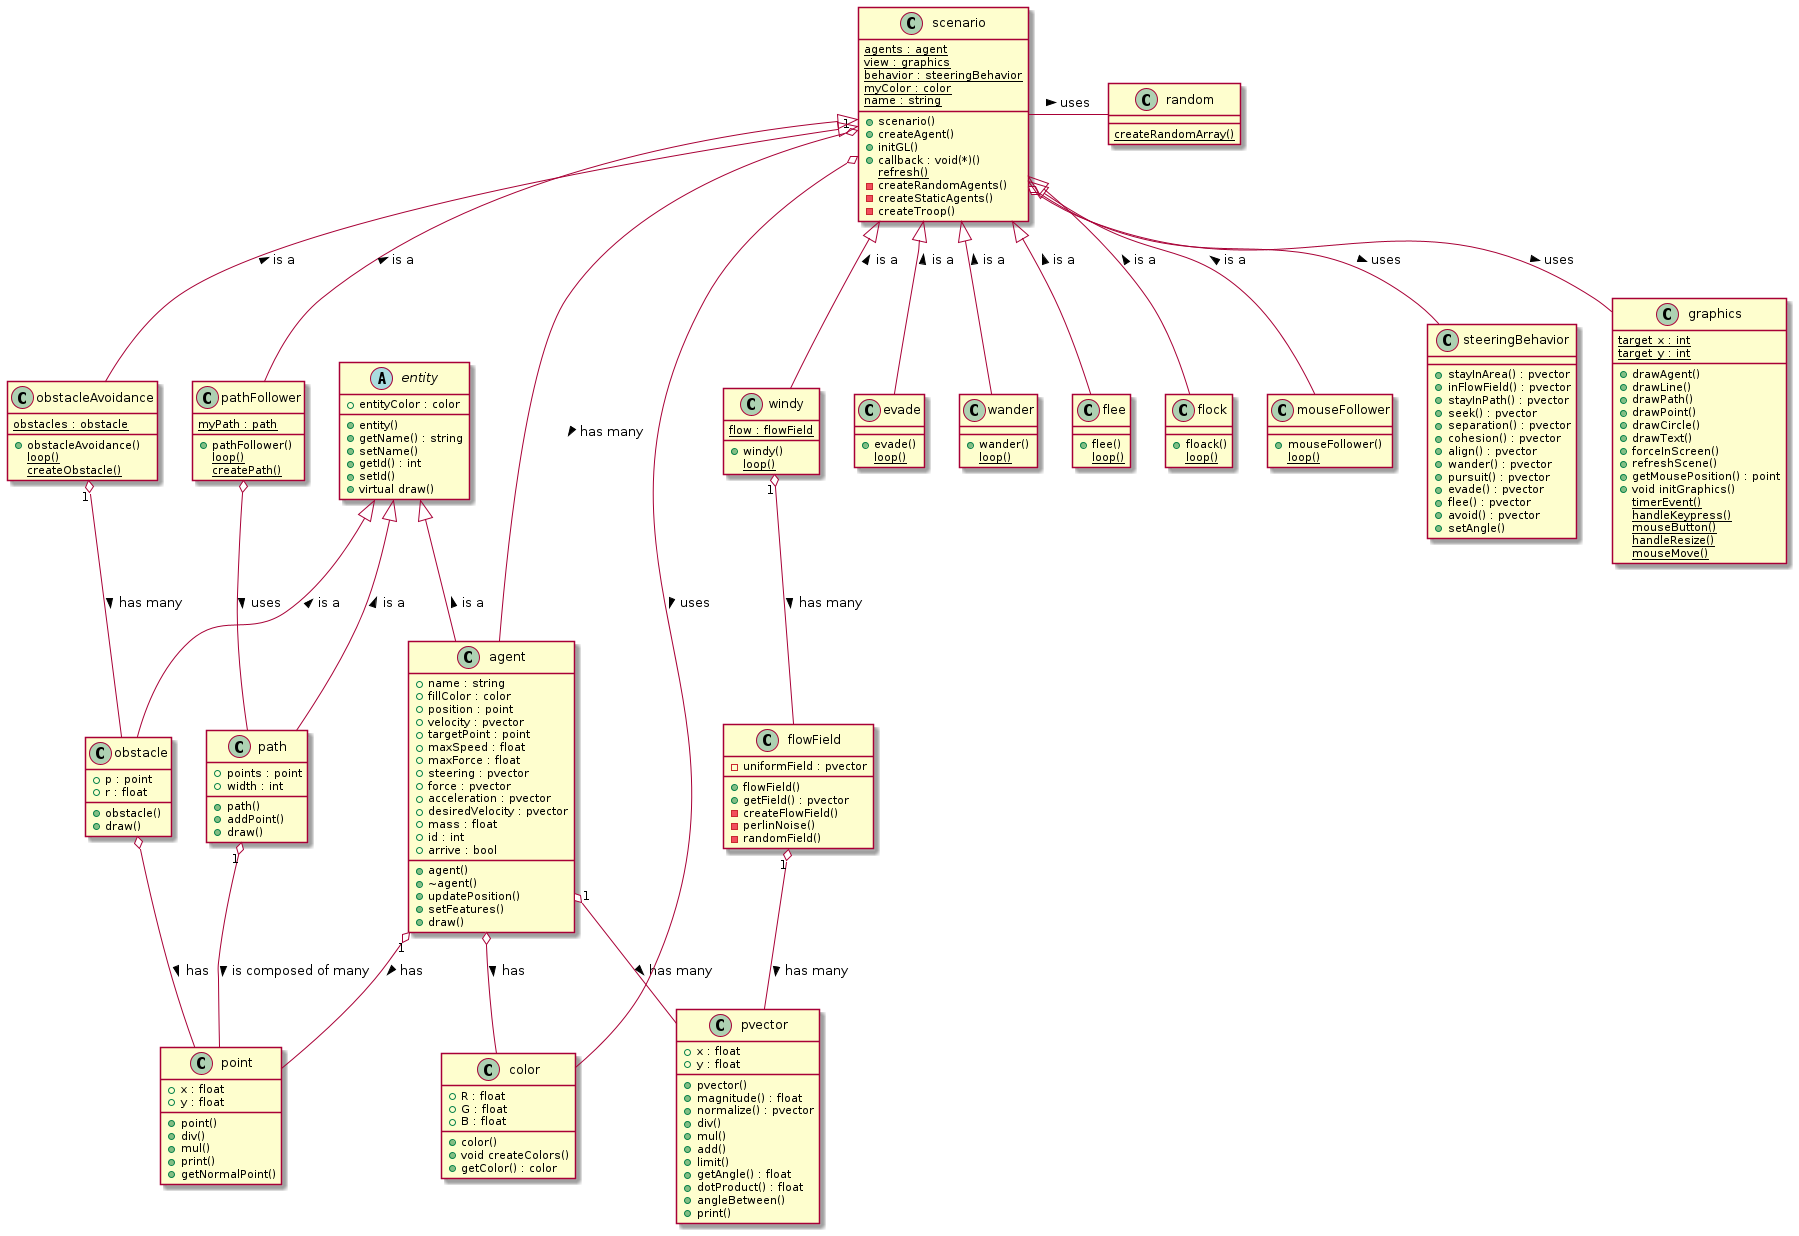 C scenario
agents : agent
view : graphics
behavior : steeringBehavior
myColor : color
name : string
scenario()
createAgent()
initGL()
callback : void(*)()
refresh()
createRandomAgents()
createStaticAgents()
createTroop()
C random
createRandomArray()
uses
1
is a
is a
has many
uses
is a
is a
is a
is a
is a
is a
uses
uses
C obstacleAvoidance
obstacles : obstacle
obstacleAvoidance()
loop()
createObstacle()
1
C pathFollower
myPath : path
pathFollower()
loop()
createPath()
A entity
entityColor : color
entity()
getName() : string
setName()
getId() : int
setId()
virtual draw()
C windy
flow : flowField
windy()
loop()
1
C evade
evade()
loop()
C wander
wander()
loop()
C flee
flee()
loop()
C flock
floack()
loop()
C mouseFollower
mouseFollower()
loop()
C steeringBehavior
stayInArea() : pvector
inFlowField() : pvector
stayInPath() : pvector
seek() : pvector
separation() : pvector
cohesion() : pvector
align() : pvector
wander() : pvector
pursuit() : pvector
evade() : pvector
flee() : pvector
avoid() : pvector
setAngle()
C graphics
target_x : int
target_y : int
drawAgent()
drawLine()
drawPath()
drawPoint()
drawCircle()
drawText()
forceInScreen()
refreshScene()
getMousePosition() : point
void initGraphics()
timerEvent()
handleKeypress()
mouseButton()
handleResize()
mouseMove()
has many
uses
is a
is a
is a
has many
C obstacle
p : point
r : float
obstacle()
draw()
C path
points : point
width : int
path()
addPoint()
draw()
1
C agent
name : string
fillColor : color
position : point
velocity : pvector
targetPoint : point
maxSpeed : float
maxForce : float
steering : pvector
force : pvector
acceleration : pvector
desiredVelocity : pvector
mass : float
id : int
arrive : bool
agent()
~agent()
updatePosition()
setFeatures()
draw()
1
1
C flowField
uniformField : pvector
flowField()
getField() : pvector
createFlowField()
perlinNoise()
randomField()
1
has
is composed of many
has
has
has many
has many
C point
x : float
y : float
point()
div()
mul()
print()
getNormalPoint()
C color
R : float
G : float
B : float
color()
void createColors()
getColor() : color
C pvector
x : float
y : float
pvector()
magnitude() : float
normalize() : pvector
div()
mul()
add()
limit()
getAngle() : float
dotProduct() : float
angleBetween()
print()